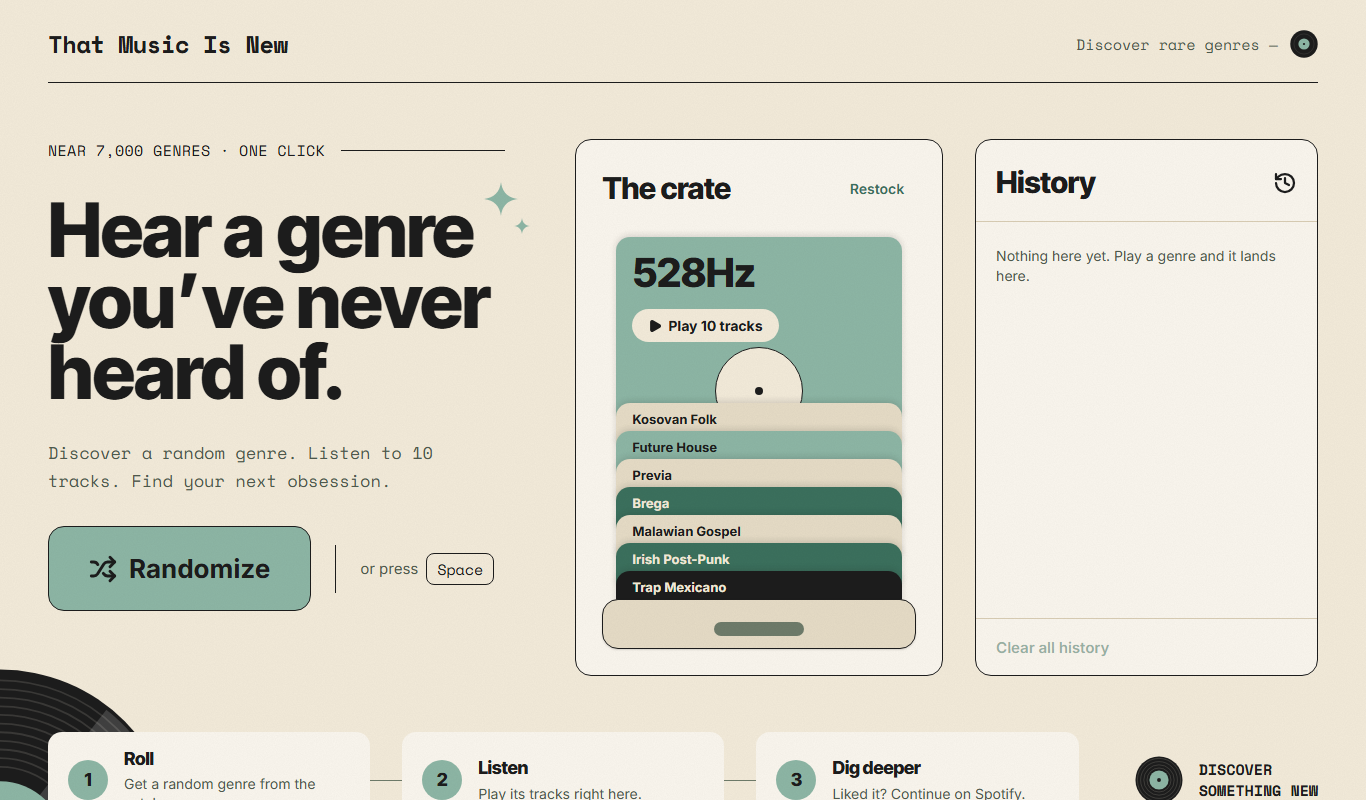 That Music Is New
Discover rare genres —
NEAR 7,000 GENRES · ONE CLICK
Hear a genre
you’ve never
heard of.
Discover a random genre. Listen to 10
tracks. Find your next obsession.
Randomize
or press Space
The crate
Restock
528Hz
Play 10 tracks
Kosovan Folk
Future House
Previa
Brega
Malawian Gospel
Irish Post-Punk
Trap Mexicano
History
Nothing here yet. Play a genre and it lands
here.
Clear all history
1
Roll
Get a random genre from the
2
Listen
Play its tracks right here.
3
Dig deeper
Liked it? Continue on Spotify.
DISCOVER
SOMETHING NEW